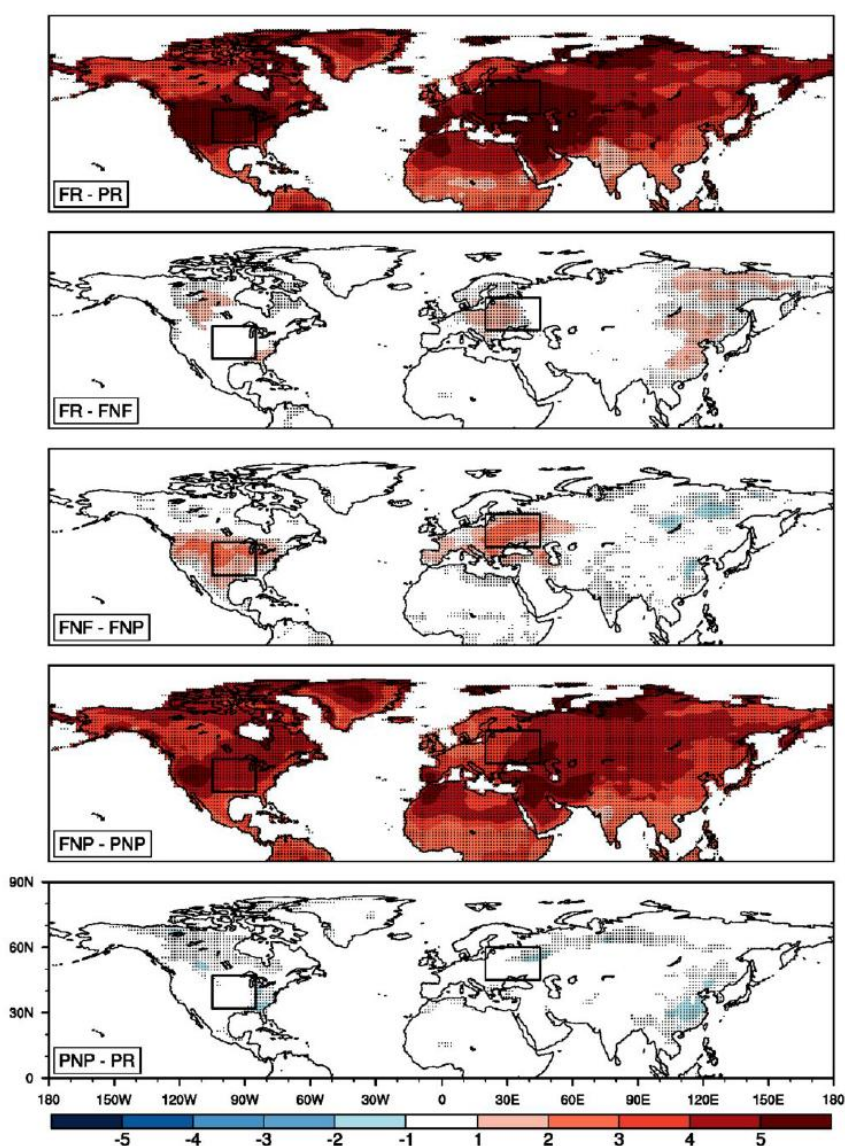 FR - PR
FR - FNF
FNF - FNP
FNP - PNP
90N
60N
30N
0
PNP - PR
180 150W 120W 90W 60W 30W 0 30E 60E 90E 120E 150E 180
-5 -4 -3 -2 -1 1 2 3 4 5